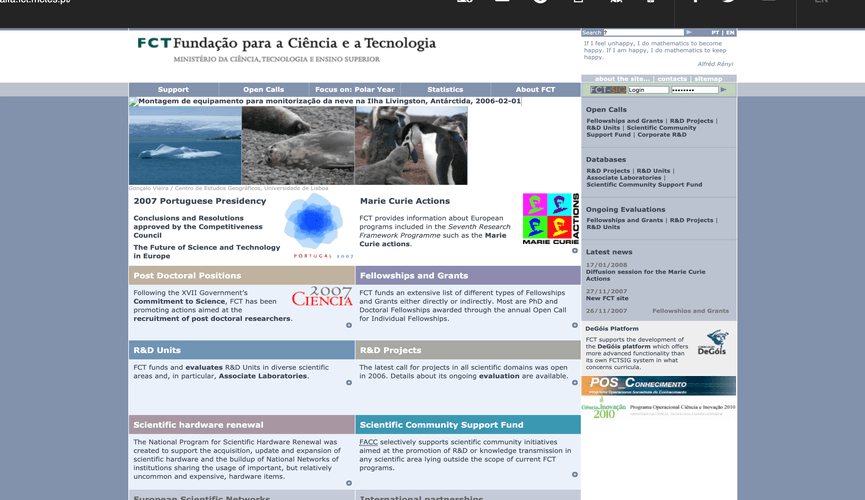 EN
FCT Fundação para a Ciência e a Tecnologia
MINISTÉRIO DA CIÊNCIA, TECNOLOGIA E ENSINO SUPERIOR
Search
PT | EN
If I feel unhappy, I do mathematics to become
happy. If I am happy, I do mathematics to keep
happy.
Alfréd Rényi
about the site... | contacts | sitemap
Support
Open Calls
Focus on: Polar Year
Statistics
About FCT
FCT-SIG
Login
Montagem de equipamento para monitorização da neve na Ilha Livingston, Antárctida, 2006-02-01
Gonçalo Vieira / Centro de Estudos Geográficos, Universidade de Lisboa
2007 Portuguese Presidency
Conclusions and Resolutions
approved by the Competitiveness
Council
The Future of Science and Technology
in Europe
PORTUGAL 2007
Marie Curie Actions
FCT provides information about European
programs included in the Seventh Research
Framework Programme such as the Marie
Curie actions.
MARIE CURIE ACTIONS
Post Doctoral Positions
Following the XVII Government's
Commitment to Science, FCT has been
promoting actions aimed at the
recruitment of post doctoral researchers.
2007
CIÊNCIA
Fellowships and Grants
FCT funds an extensive list of different types of Fellowships
and Grants either directly or indirectly. Most are PhD and
Doctoral Fellowships awarded through the annual Open Call
for Individual Fellowships.
R&D Units
FCT funds and evaluates R&D Units in diverse scientific
areas and, in particular, Associate Laboratories.
R&D Projects
The latest call for projects in all scientific domains was open
in 2006. Details about its ongoing evaluation are available.
Scientific hardware renewal
The National Program for Scientific Hardware Renewal was
created to support the acquisition, update and expansion of
scientific hardware and the buildup of National Networks of
institutions sharing the usage of important, but relatively
uncommon and expensive, hardware items.
Scientific Community Support Fund
FACC selectively supports scientific community initiatives
aimed at the promotion of R&D or knowledge transmission in
any scientific area lying outside the scope of current FCT
programs.
European Scientific Networks
International partnerships
Open Calls
Fellowships and Grants | R&D Projects |
R&D Units | Scientific Community
Support Fund | Corporate R&D
Databases
R&D Projects | R&D Units |
Associate Laboratories |
Scientific Community Support Fund
Ongoing Evaluations
Fellowships and Grants | R&D Projects |
R&D Units
Latest news
17/01/2008
Diffusion session for the Marie Curie
Actions
27/11/2007
New FCT site
26/11/2007 Fellowships and Grants
DeGóis Platform
FCT supports the development of
the DeGóis platform which offers
more advanced functionality than
its own FCTSIG system in what
concerns curricula.
DeGóis
POS_Conhecimento
Programa Operacional Sociedade do Conhecimento
Ciência.Inovação
2010
Programa Operacional Ciência e Inovação 2010